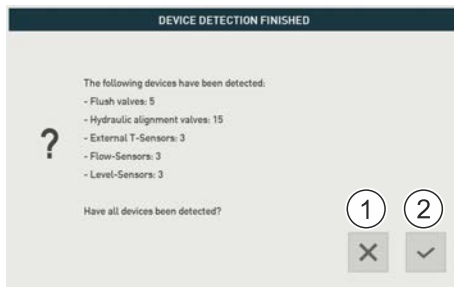 DEVICE DETECTION FINISHED
The following devices have been detected:
- Flush valves: 5
- Hydraulic alignment valves: 15
- External T-Sensors: 3
- Flow-Sensors: 3
- Level-Sensors: 3
?
Have all devices been detected?
1 2